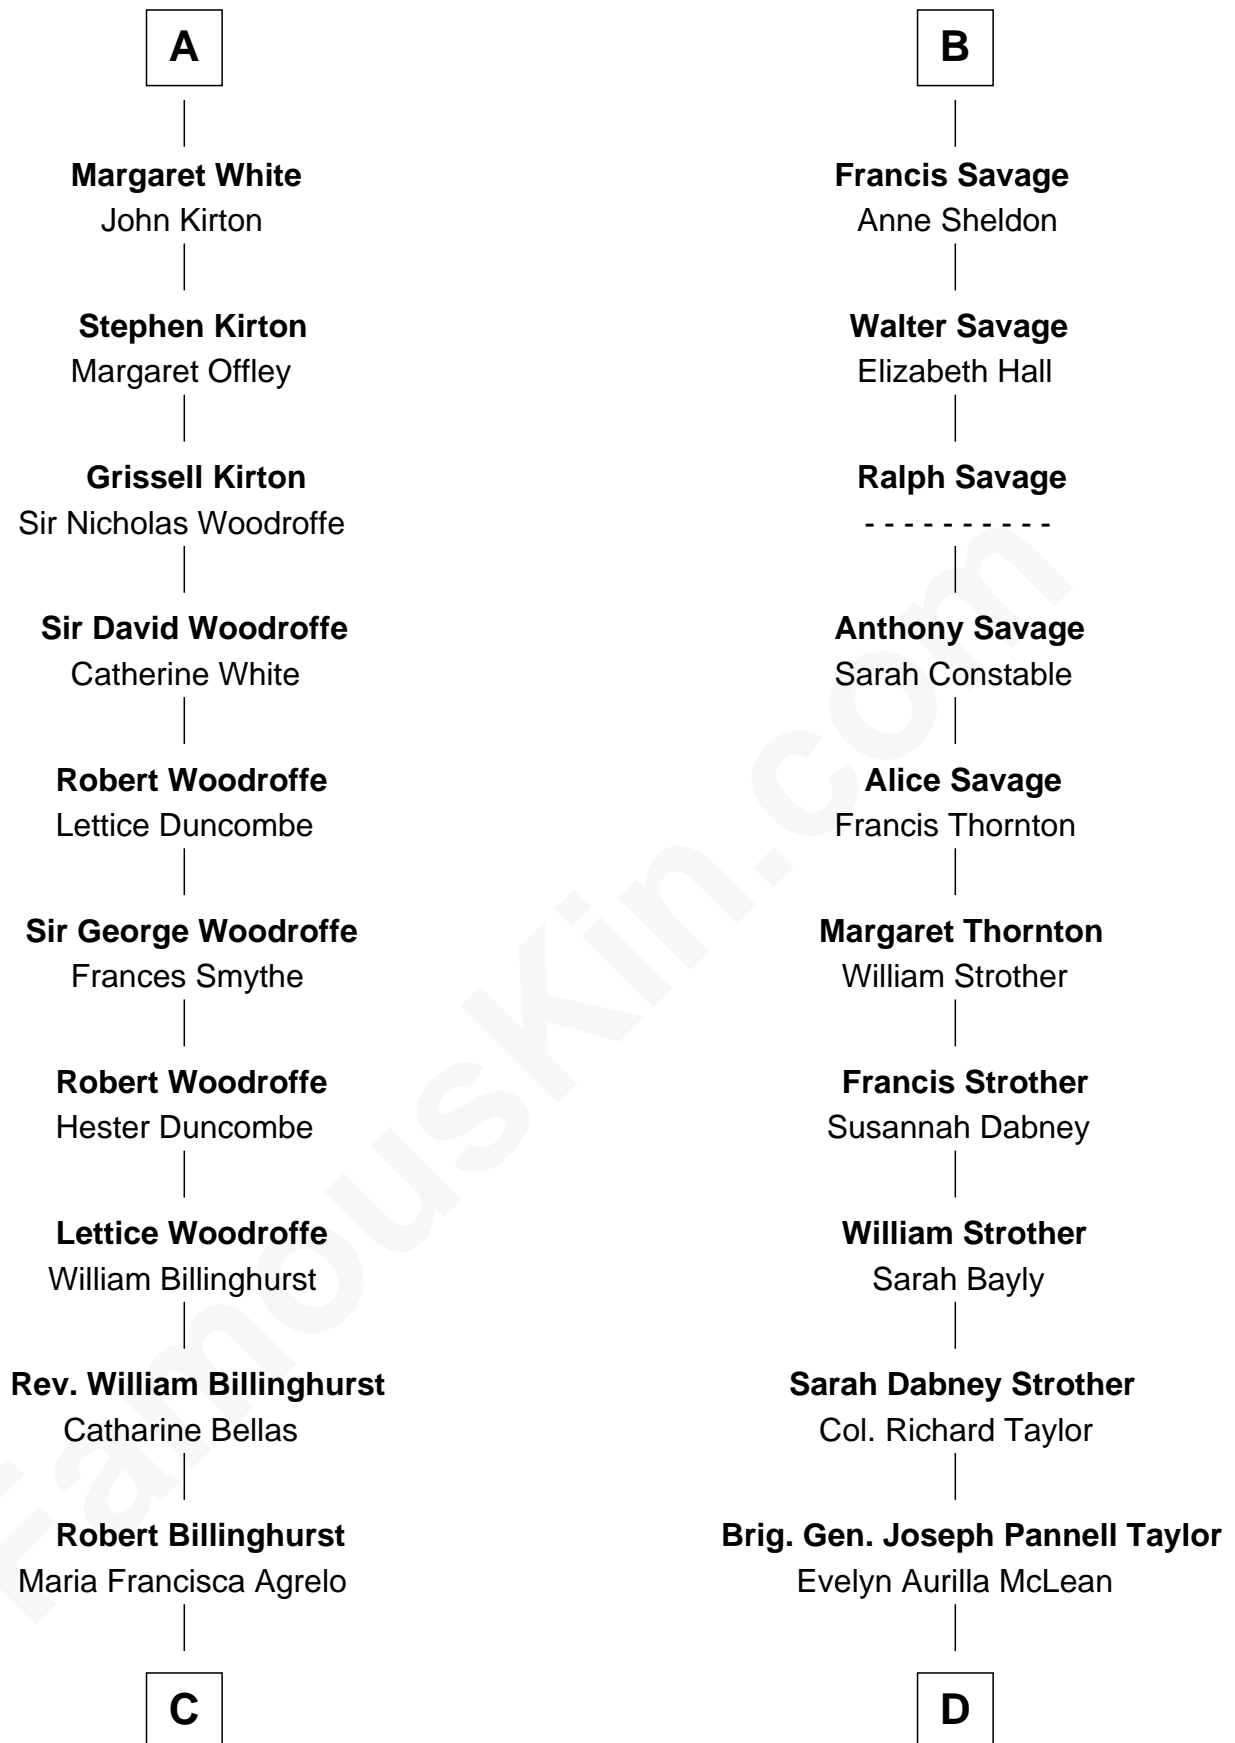 A
Margaret White
John Kirton
Stephen Kirton
Margaret Offley
Grissell Kirton
Sir Nicholas Woodroffe
Sir David Woodroffe
Catherine White
Robert Woodroffe
Lettice Duncombe
Sir George Woodroffe
Frances Smythe
Robert Woodroffe
Hester Duncombe
Lettice Woodroffe
William Billinghurst
Rev. William Billinghurst
Catharine Bellas
Robert Billinghurst
Maria Francisca Agrelo
C
B
Francis Savage
Anne Sheldon
Walter Savage
Elizabeth Hall
Ralph Savage
- - - - - - - - - -
Anthony Savage
Sarah Constable
Alice Savage
Francis Thornton
Margaret Thornton
William Strother
Francis Strother
Susannah Dabney
William Strother
Sarah Bayly
Sarah Dabney Strother
Col. Richard Taylor
Brig. Gen. Joseph Pannell Taylor
Evelyn Aurilla McLean
D
FamousKin.com